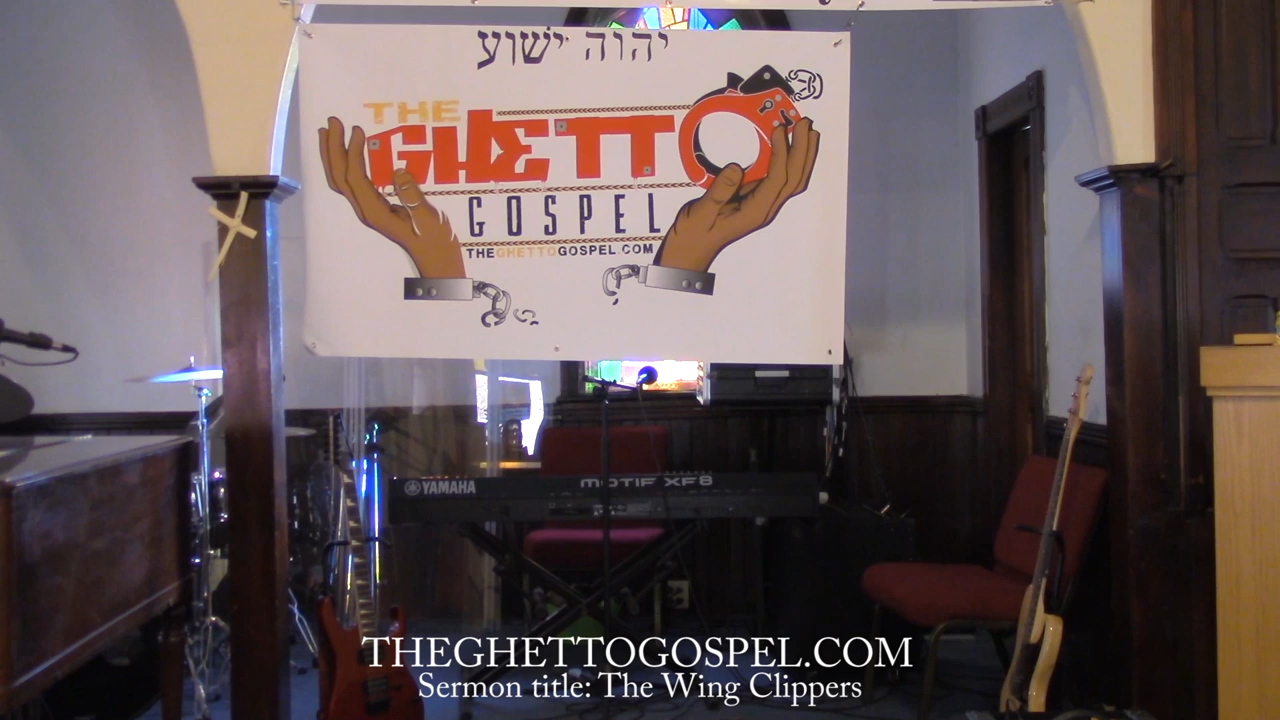 יהוה ישוע
THE
GHETTO
GOSPEL
THEGHETTOGOSPEL.COM
YAMAHA MOTIF XF8
THEGHETTOGOSPEL.COM
Sermon title: The Wing Clippers